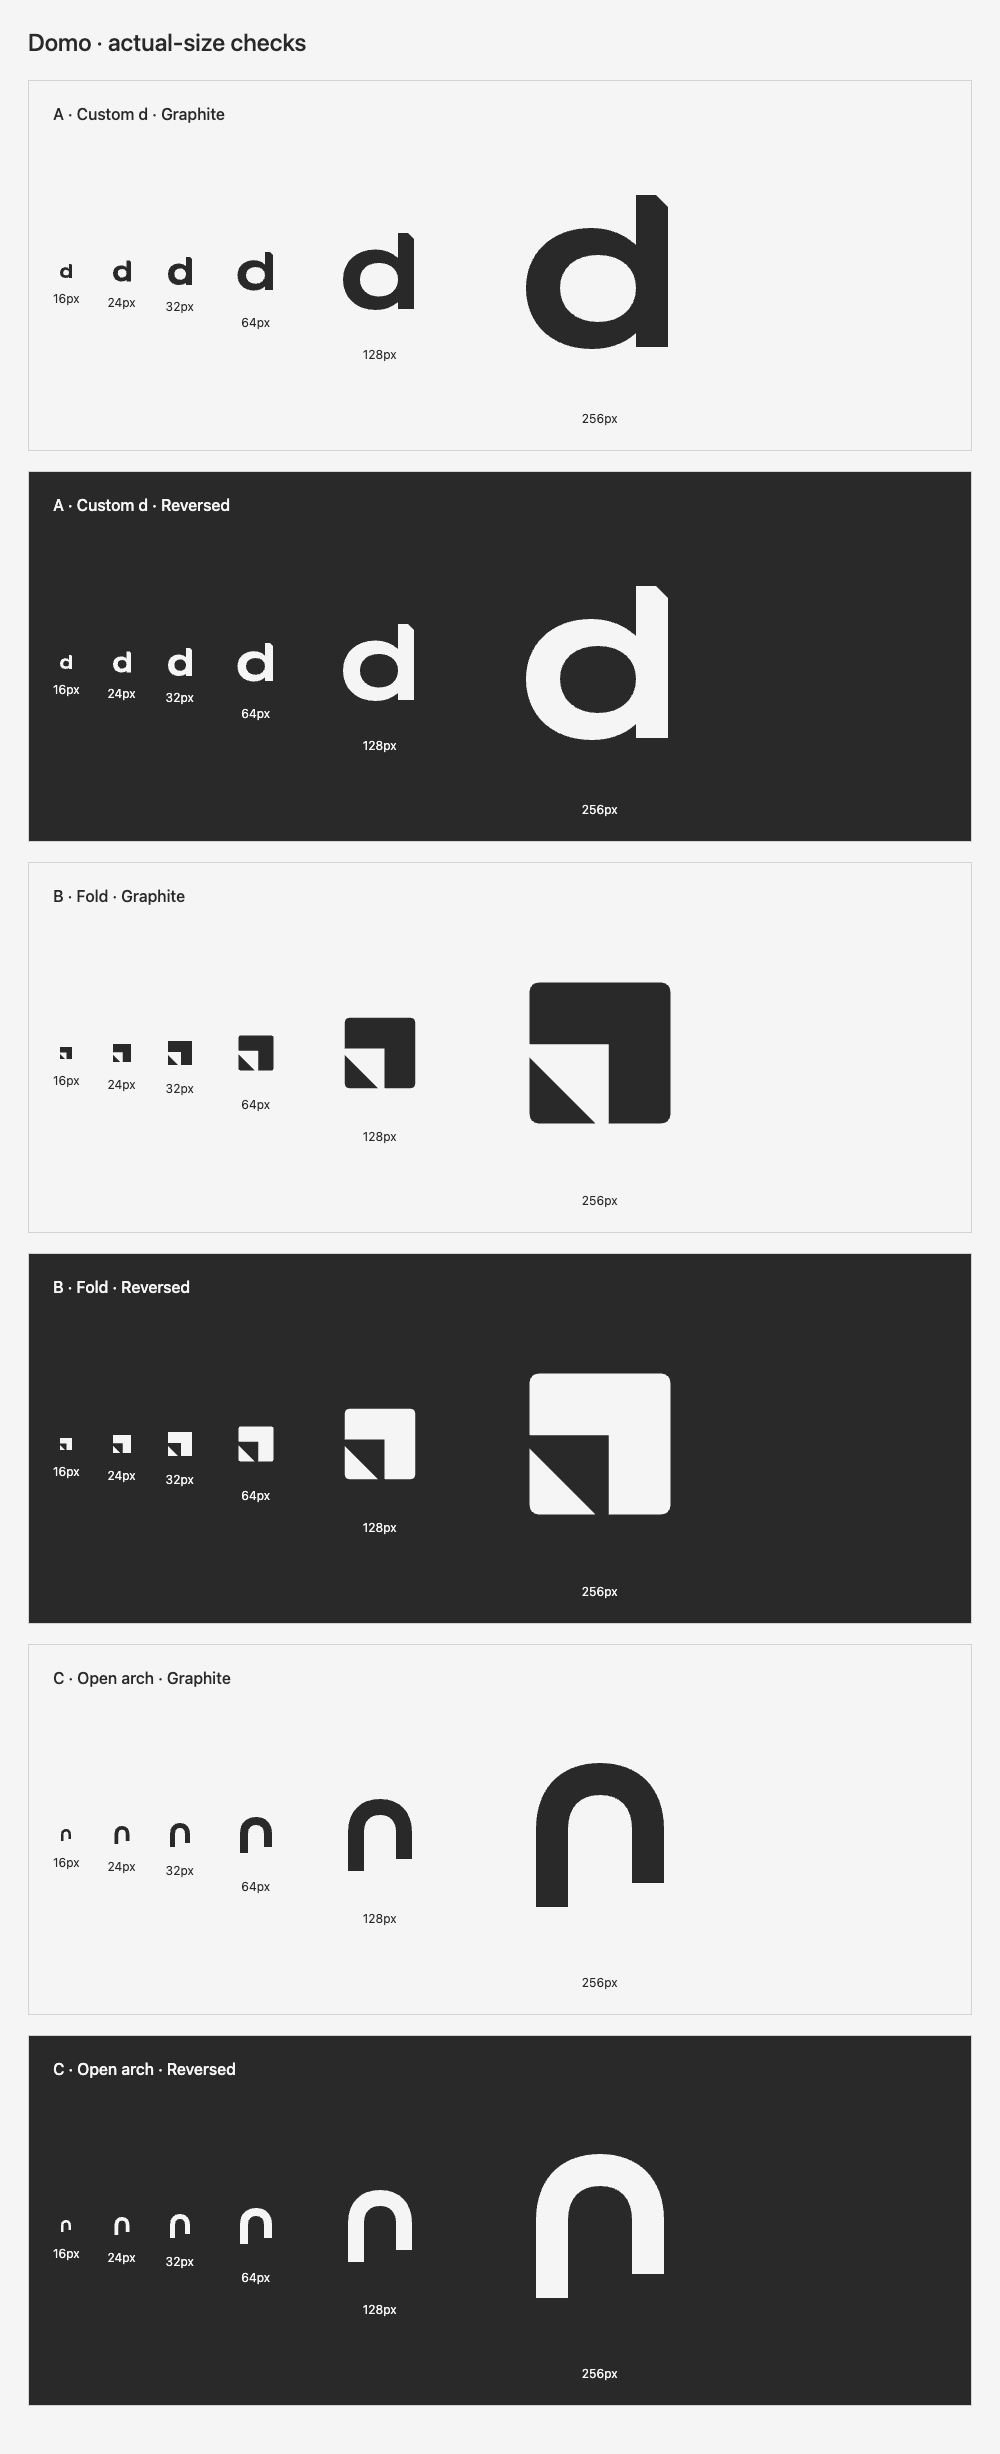 Domo · actual-size checks
A · Custom d · Graphite
d d d d d d
16px 24px 32px 64px 128px 256px
A · Custom d · Reversed
d d d d d d
16px 24px 32px 64px 128px 256px
B · Fold · Graphite
16px 24px 32px 64px 128px 256px
B · Fold · Reversed
16px 24px 32px 64px 128px 256px
C · Open arch · Graphite
16px 24px 32px 64px 128px 256px
C · Open arch · Reversed
16px 24px 32px 64px 128px 256px